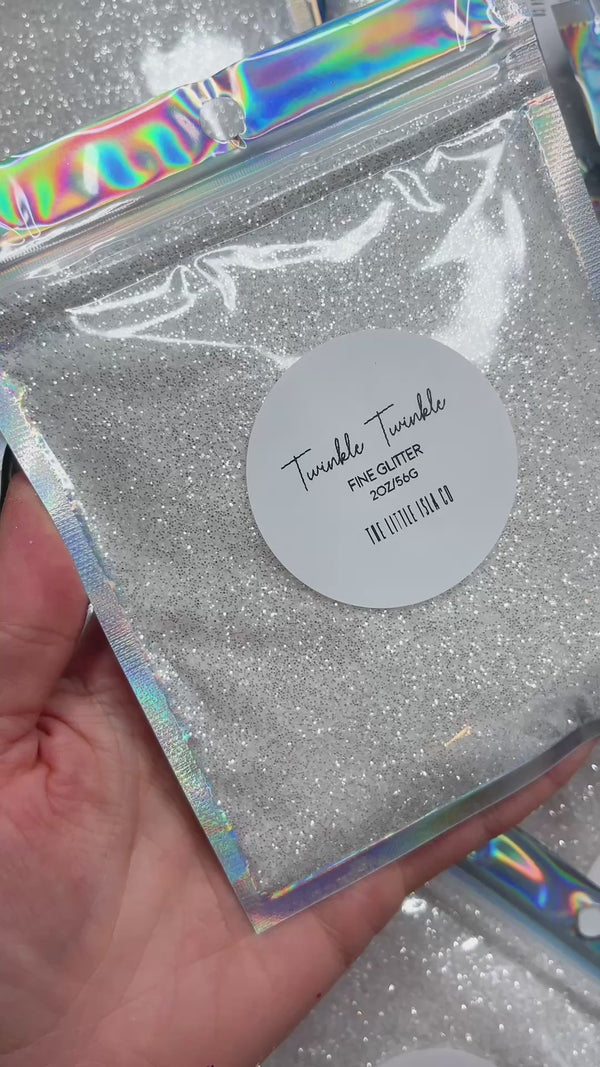 Twinkle Twinkle
FINE GLITTER
2OZ/56G
THE LITTLE ISLA CO